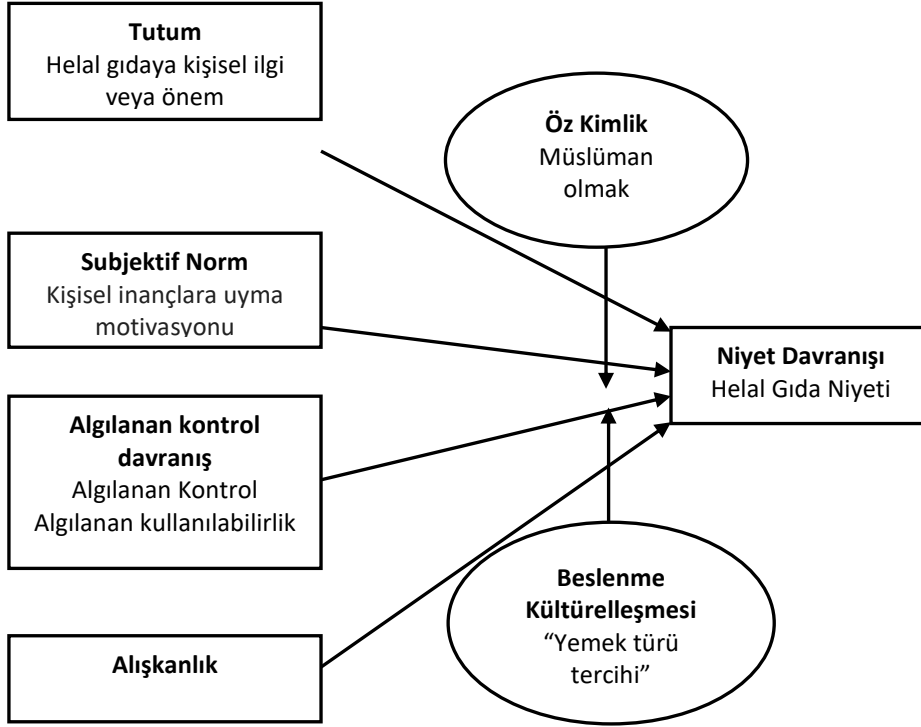 Tutum
Helal gıdaya kişisel ilgi
veya önem
Öz Kimlik
Müslüman
olmak
Subjektif Norm
Kişisel inançlara uyma
motivasyonu
Niyet Davranışı
Helal Gıda Niyeti
Algılanan kontrol
davranış
Algılanan Kontrol
Algılanan kullanılabilirlik
Beslenme
Kültürelleşmesi
“Yemek türü
tercihi”
Alışkanlık